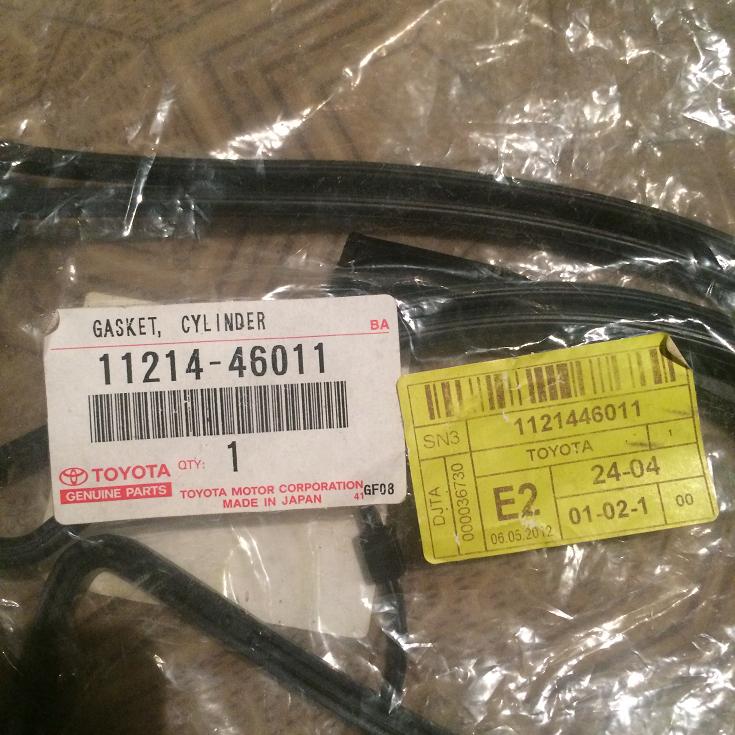 GASKET, CYLINDER
BA
11214-46011
QTY: 1
TOYOTA
GENUINE PARTS
TOYOTA MOTOR CORPORATION
MADE IN JAPAN
41
GF08
1121446011
SN3
TOYOTA
1
DJTA
000036730
E2
24-04
01-02-1
00
06.05.2012